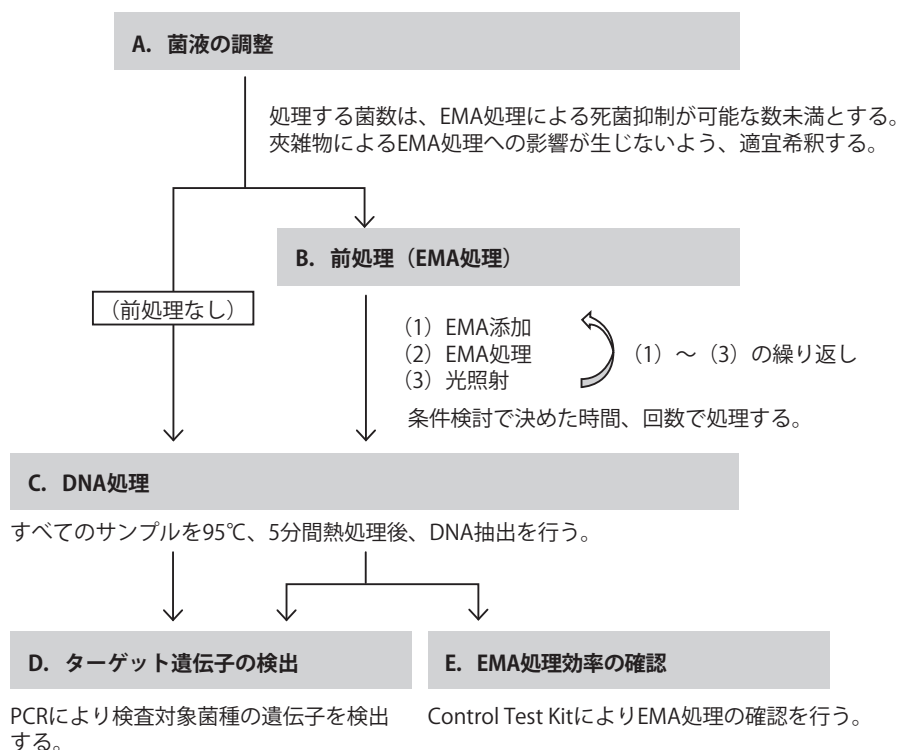 A. 菌液の調整
処理する菌数は、EMA処理による死菌抑制が可能な数未満とする。
夾雑物によるEMA処理への影響が生じないよう、適宜希釈する。
B. 前処理（EMA処理）
（前処理なし）
（1）EMA添加
（2）EMA処理
（3）光照射
（1）～（3）の繰り返し
条件検討で決めた時間、回数で処理する。
C. DNA処理
すべてのサンプルを95℃、5分間熱処理後、DNA抽出を行う。
D. ターゲット遺伝子の検出
PCRにより検査対象菌種の遺伝子を検出
する。
E. EMA処理効率の確認
Control Test KitによりEMA処理の確認を行う。